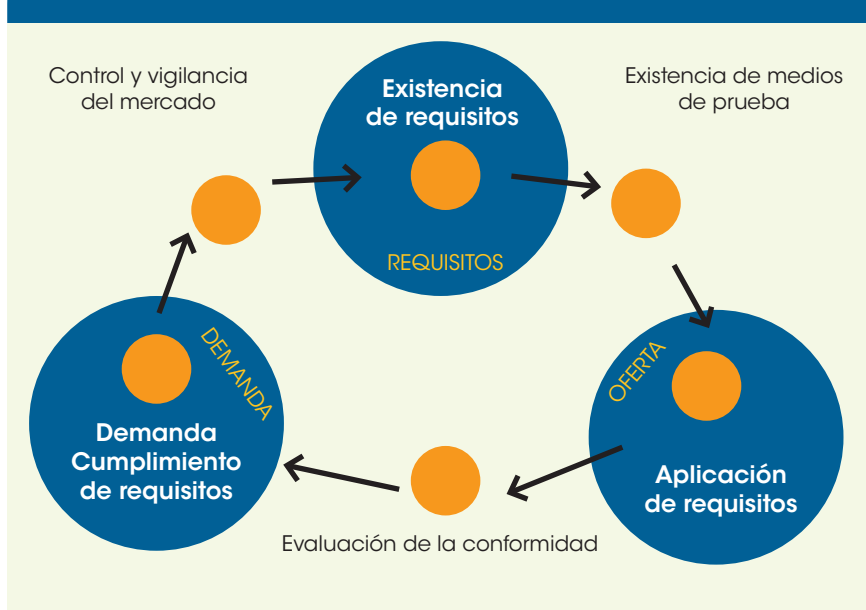 Control y vigilancia
del mercado
Existencia
de requisitos
Existencia de medios
de prueba
REQUISITOS
DEMANDA
OFERTA
Demanda
Cumplimiento
de requisitos
Aplicación
de requisitos
Evaluación de la conformidad